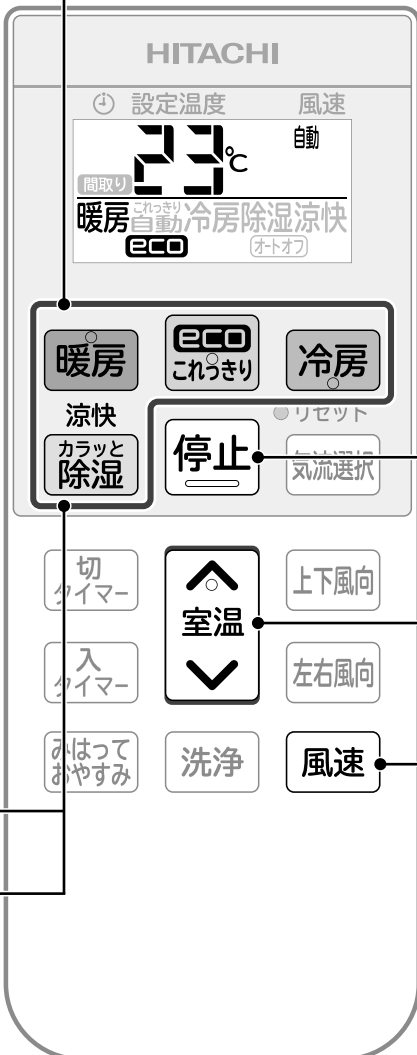 HITACHI
設定温度 風速
23℃ 自動
間取り
暖房 これっきり自動 冷房 除湿 涼快
eco オートオフ
暖房 eco これっきり 冷房
涼快 リセット
カラッと除湿 停止 気流選択
切タイマー 室温 上下風向
入タイマー 左右風向
みはっておやすみ 洗浄 風速